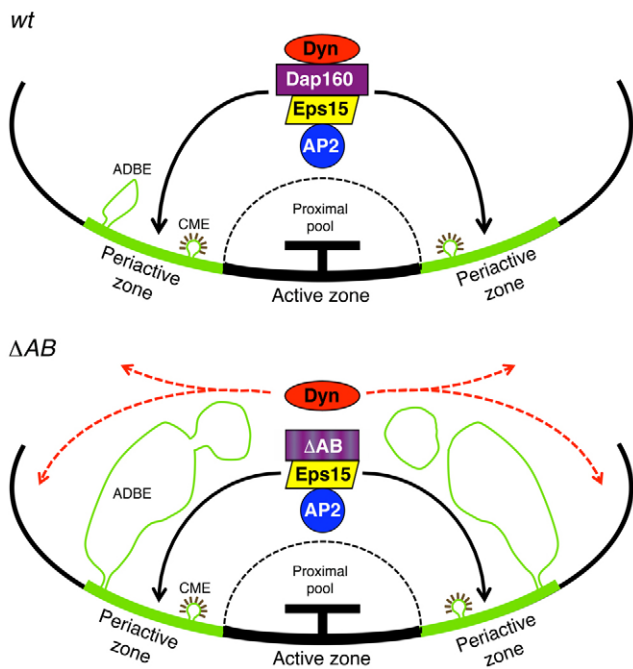 wt
Dyn
Dap160
Eps15
AP2
ADBE
CME
Proximal
pool
Periactive
zone
Active zone
Periactive
zone
ΔAB
Dyn
ΔAB
Eps15
AP2
ADBE
CME
Proximal
pool
Periactive
zone
Active zone
Periactive
zone